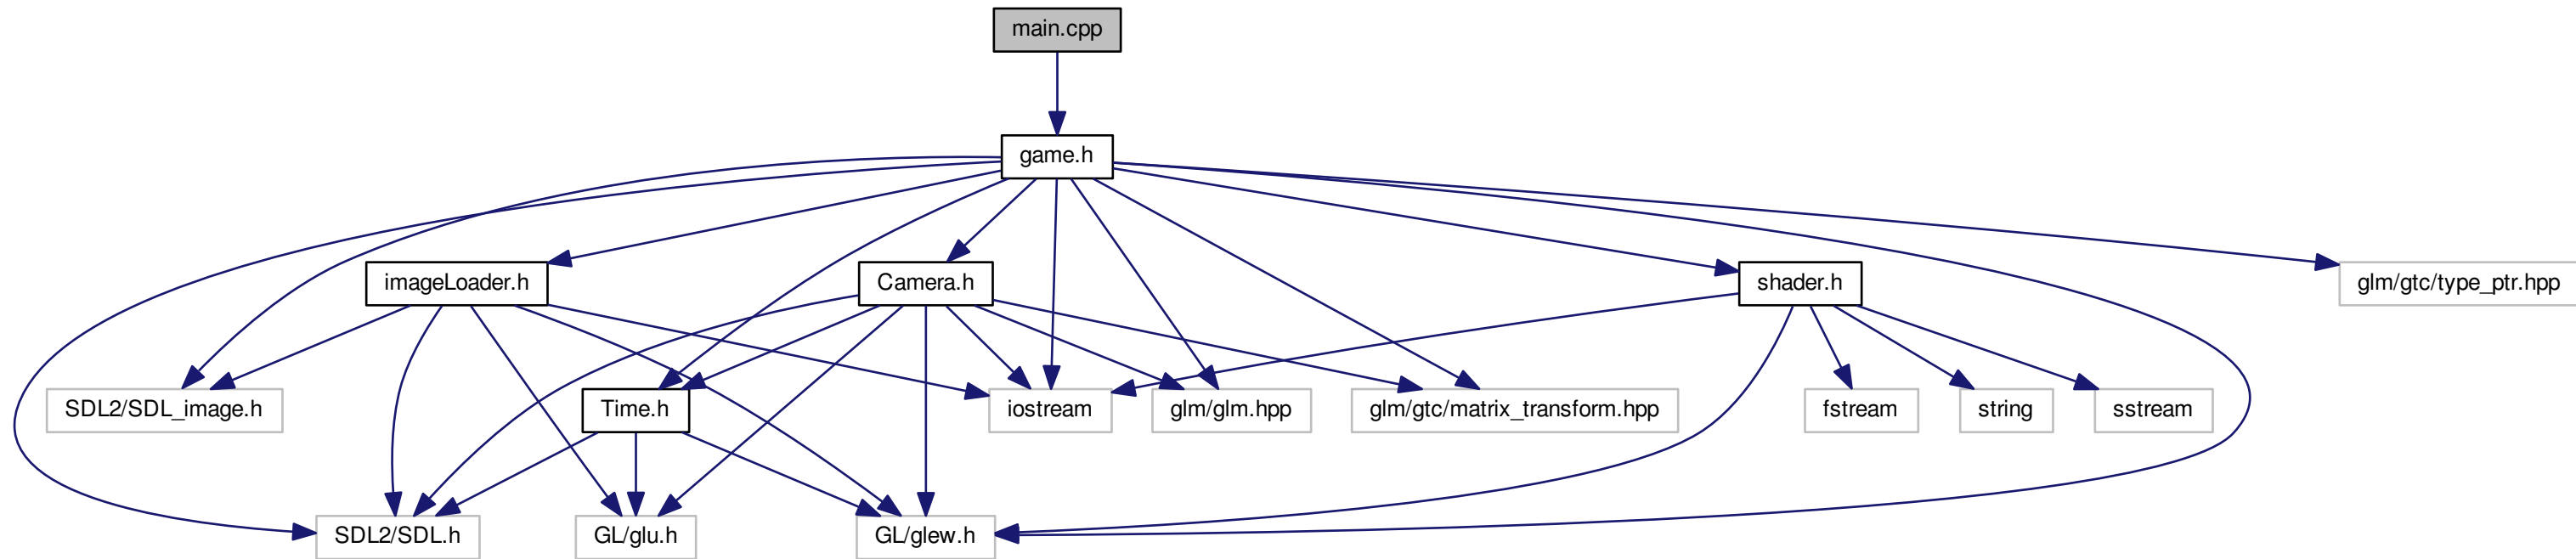 main.cpp
game.h
imageLoader.h
Camera.h
shader.h
glm/gtc/type_ptr.hpp
SDL2/SDL_image.h
Time.h
iostream
glm/glm.hpp
glm/gtc/matrix_transform.hpp
fstream
string
sstream
SDL2/SDL.h
GL/glu.h
GL/glew.h